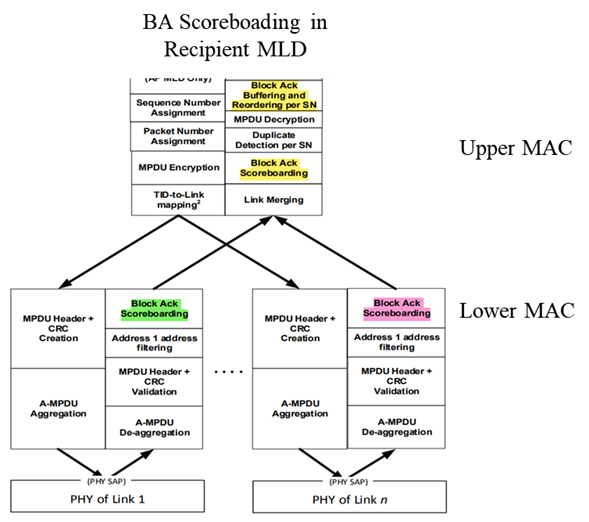 BA Scoreboading in
Recipient MLD
(AP MLD Only)
Sequence Number
Assignment
Packet Number
Assignment
MPDU Encryption
TID-to-Link
mapping²
Block Ack
Buffering and
Reordering per SN
MPDU Decryption
Duplicate
Detection per SN
Block Ack
Scoreboarding
Link Merging
Upper MAC
MPDU Header +
CRC
Creation
A-MPDU
Aggregation
Block Ack
Scoreboarding
Address 1 address
filtering
MPDU Header +
CRC
Validation
A-MPDU
De-aggregation
....
MPDU Header +
CRC
Creation
A-MPDU
Aggregation
Block Ack
Scoreboarding
Address 1 address
filtering
MPDU Header +
CRC
Validation
A-MPDU
De-aggregation
Lower MAC
(PHY SAP)
PHY of Link 1
(PHY SAP)
PHY of Link n